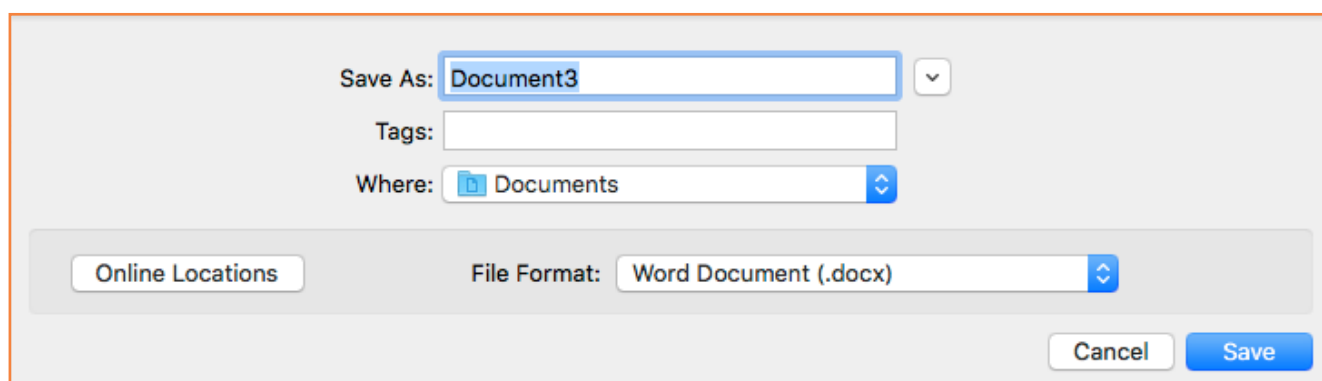 Save As: Document3
Tags:
Where: Documents
Online Locations File Format: Word Document (.docx)
Cancel Save